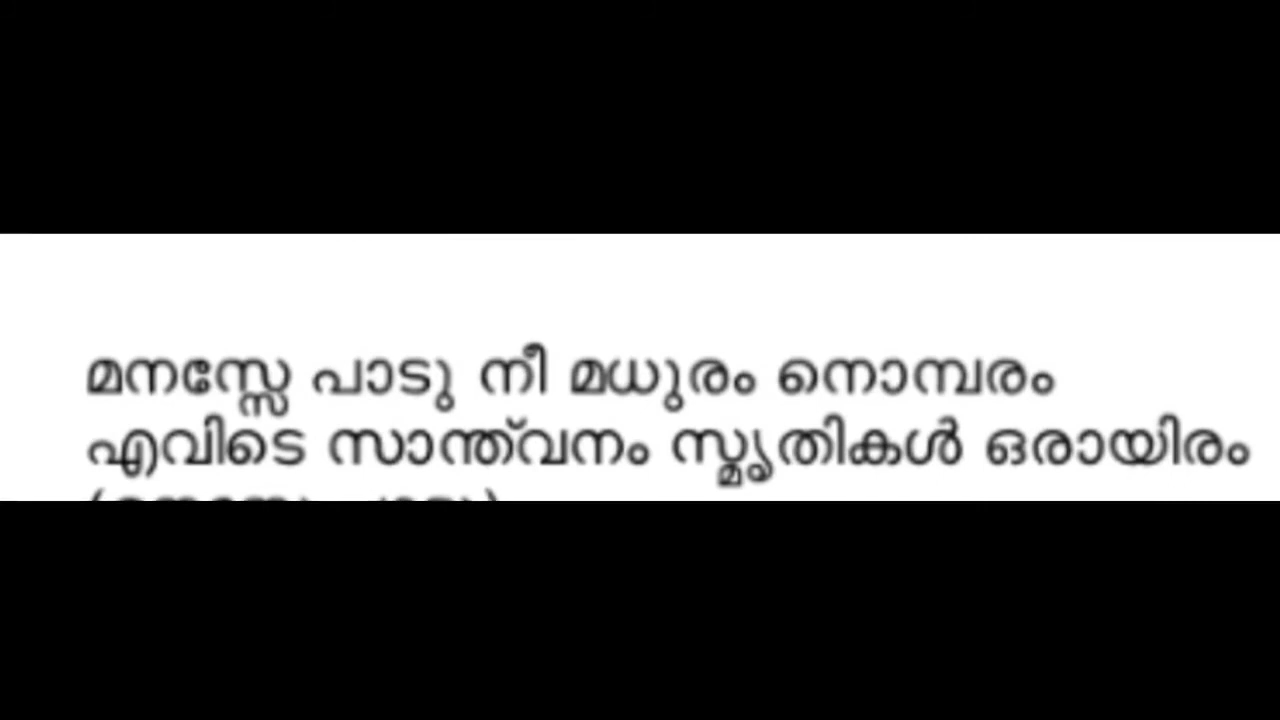 മനസ്സേ പാടു നീ മധുരം നൊമ്പരം
എവിടെ സാന്ത്വനം സ്മൃതികൾ ഒരായിരം